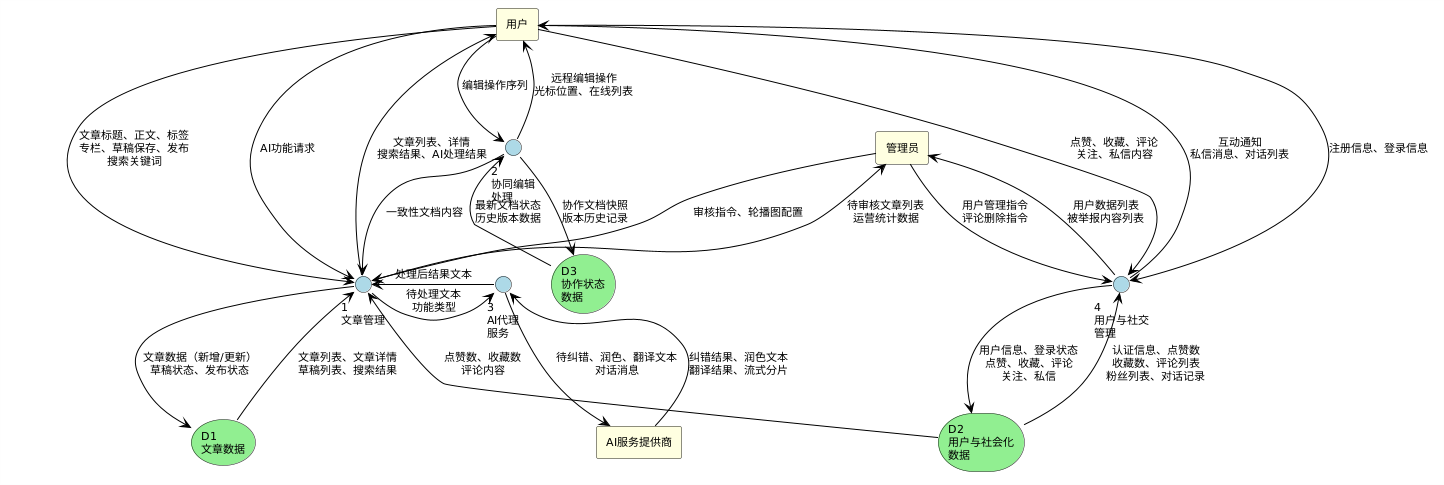 用户
编辑操作序列
远程编辑操作
光标位置、在线列表
文章标题、正文、标签
专栏、草稿保存、发布
搜索关键词
AI功能请求
文章列表、详情
搜索结果、AI处理结果
管理员
点赞、收藏、评论
关注、私信内容
互动通知
私信消息、对话列表
注册信息、登录信息
2
协同编辑
处理
一致性文档内容
最新文档状态
历史版本数据
协作文档快照
版本历史记录
审核指令、轮播图配置
待审核文章列表
运营统计数据
用户管理指令
评论删除指令
用户数据列表
被举报内容列表
处理后结果文本
待处理文本
功能类型
D3
协作状态
数据
1
文章管理
3
AI代理
服务
4
用户与社交
管理
文章数据（新增/更新）
草稿状态、发布状态
文章列表、文章详情
草稿列表、搜索结果
点赞数、收藏数
评论内容
待纠错、润色、翻译文本
对话消息
纠错结果、润色文本
翻译结果、流式分片
用户信息、登录状态
点赞、收藏、评论
关注、私信
认证信息、点赞数
收藏数、评论列表
粉丝列表、对话记录
D1
文章数据
AI服务提供商
D2
用户与社会化
数据